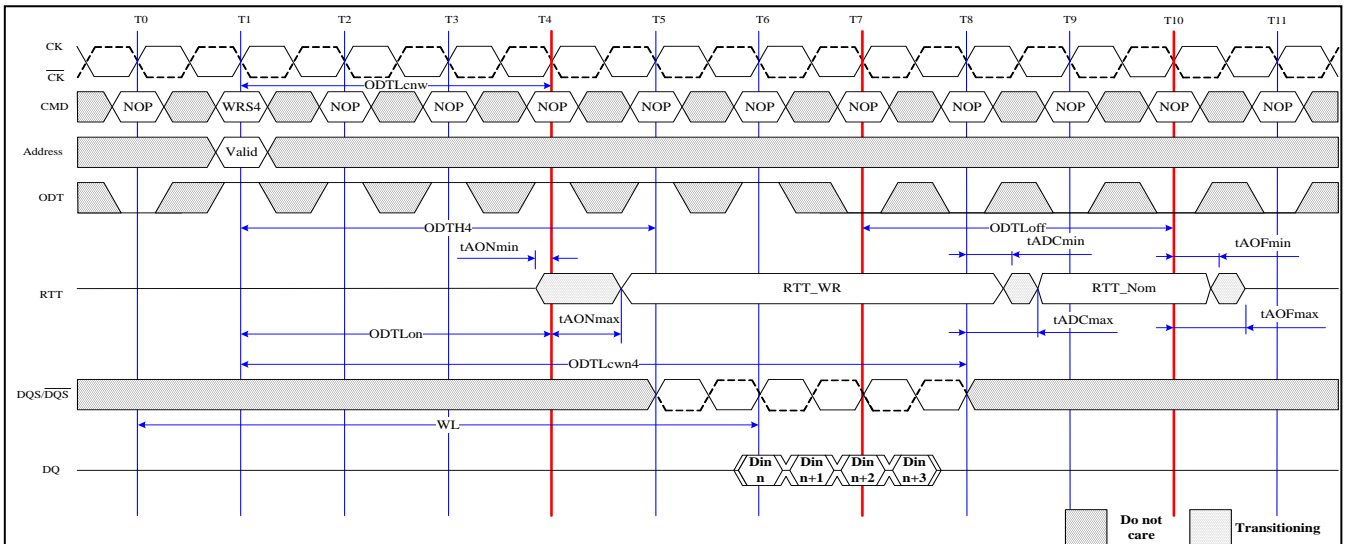 T0 T1 T2 T3 T4 T5 T6 T7 T8 T9 T10 T11
CK
CK
ODTLcnw
CMD NOP WRS4 NOP NOP NOP NOP NOP NOP NOP NOP NOP NOP
Address Valid
ODT
ODTH4 ODTLoff
tAONmin tADCmin tAOFmin
RTT RTT_WR RTT_Nom
tAONmax tADCmax tAOFmax
ODTLon
ODTLcwn4
DQS/DQS
WL
DQ Din n Din n+1 Din n+2 Din n+3
Do not care Transitioning